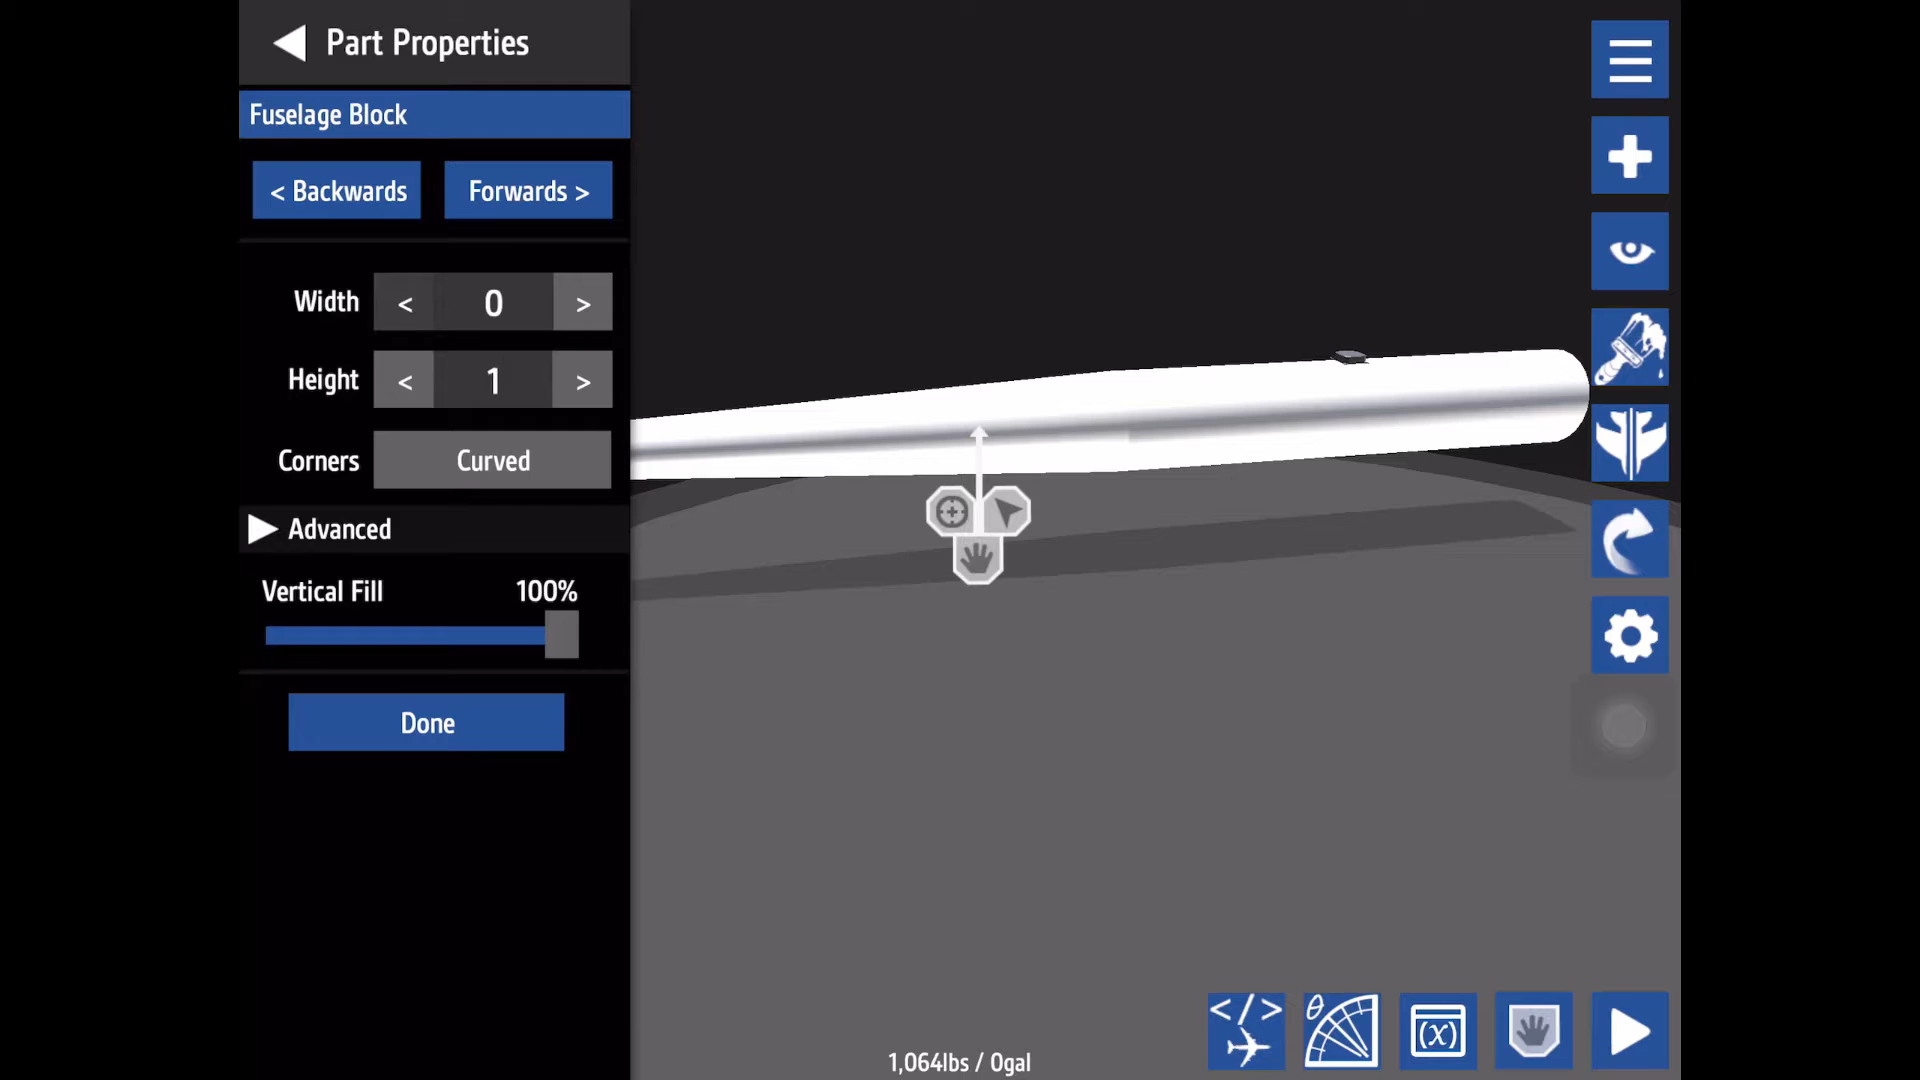 Part Properties
Fuselage Block
< Backwards
Forwards >
Width
<
0
>
Height
<
1
>
Corners
Curved
Advanced
Vertical Fill
100%
Done
</>
θ
(x)
1,064lbs / 0gal